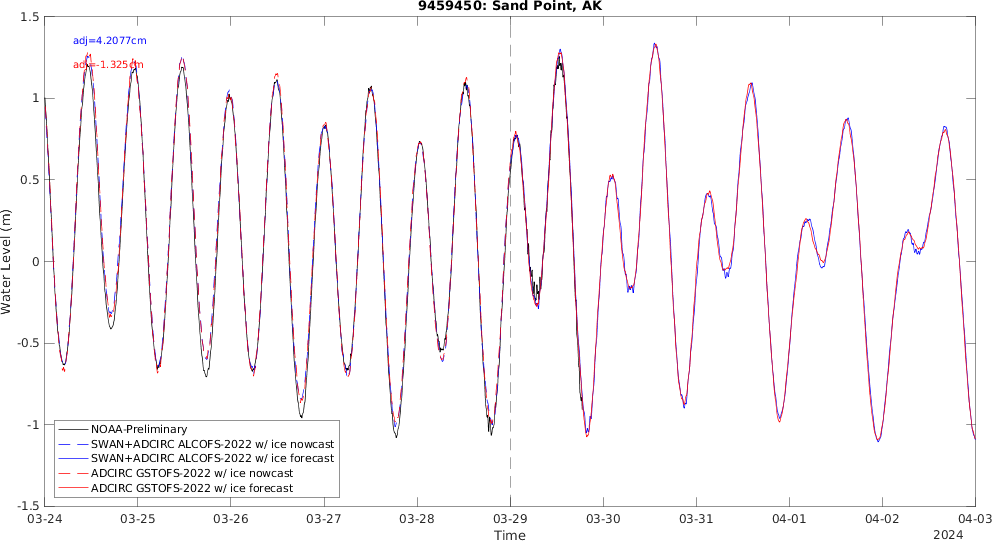 9459450: Sand Point, AK
adj=4.2077cm
adj=-1.325cm
Water Level (m)
1.5
1
0.5
0
-0.5
-1
-1.5
NOAA-Preliminary
SWAN+ADCIRC ALCOFS-2022 w/ ice nowcast
SWAN+ADCIRC ALCOFS-2022 w/ ice forecast
ADCIRC GSTOFS-2022 w/ ice nowcast
ADCIRC GSTOFS-2022 w/ ice forecast
03-24 03-25 03-26 03-27 03-28 03-29 03-30 03-31 04-01 04-02 04-03
Time
2024